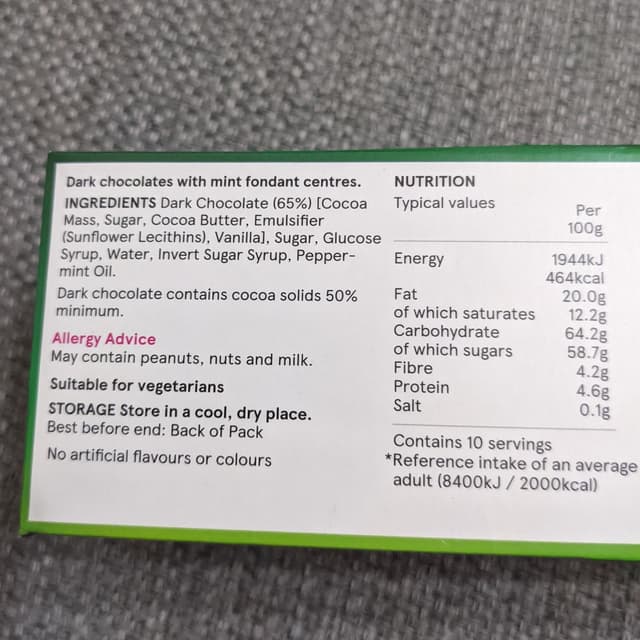 Dark chocolates with mint fondant centres.
INGREDIENTS Dark Chocolate (65%) [Cocoa
Mass, Sugar, Cocoa Butter, Emulsifier
(Sunflower Lecithins), Vanilla], Sugar, Glucose
Syrup, Water, Invert Sugar Syrup, Pepper-
mint Oil.
Dark chocolate contains cocoa solids 50%
minimum.
Allergy Advice
May contain peanuts, nuts and milk.
Suitable for vegetarians
STORAGE Store in a cool, dry place.
Best before end: Back of Pack
No artificial flavours or colours
NUTRITION
Typical values Per
100g
Energy 1944kJ
464kcal
Fat 20.0g
of which saturates 12.2g
Carbohydrate 64.2g
of which sugars 58.7g
Fibre 4.2g
Protein 4.6g
Salt 0.1g
Contains 10 servings
*Reference intake of an average
adult (8400kJ / 2000kcal)